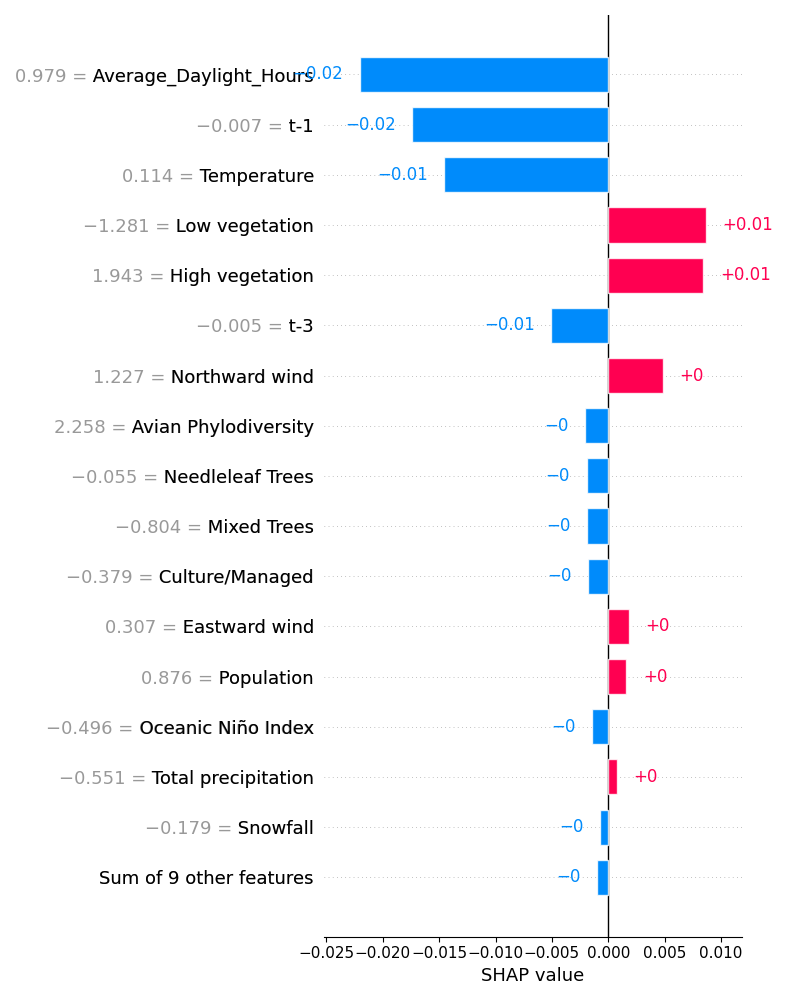 0.979 = Average_Daylight_Hours −0.02
−0.007 = t-1 −0.02
0.114 = Temperature −0.01
−1.281 = Low vegetation +0.01
1.943 = High vegetation +0.01
−0.005 = t-3 −0.01
1.227 = Northward wind +0
2.258 = Avian Phylodiversity −0
−0.055 = Needleleaf Trees −0
−0.804 = Mixed Trees −0
−0.379 = Culture/Managed −0
0.307 = Eastward wind +0
0.876 = Population +0
−0.496 = Oceanic Niño Index −0
−0.551 = Total precipitation +0
−0.179 = Snowfall −0
Sum of 9 other features −0
−0.025 −0.020 −0.015 −0.010 −0.005 0.000 0.005 0.010
SHAP value